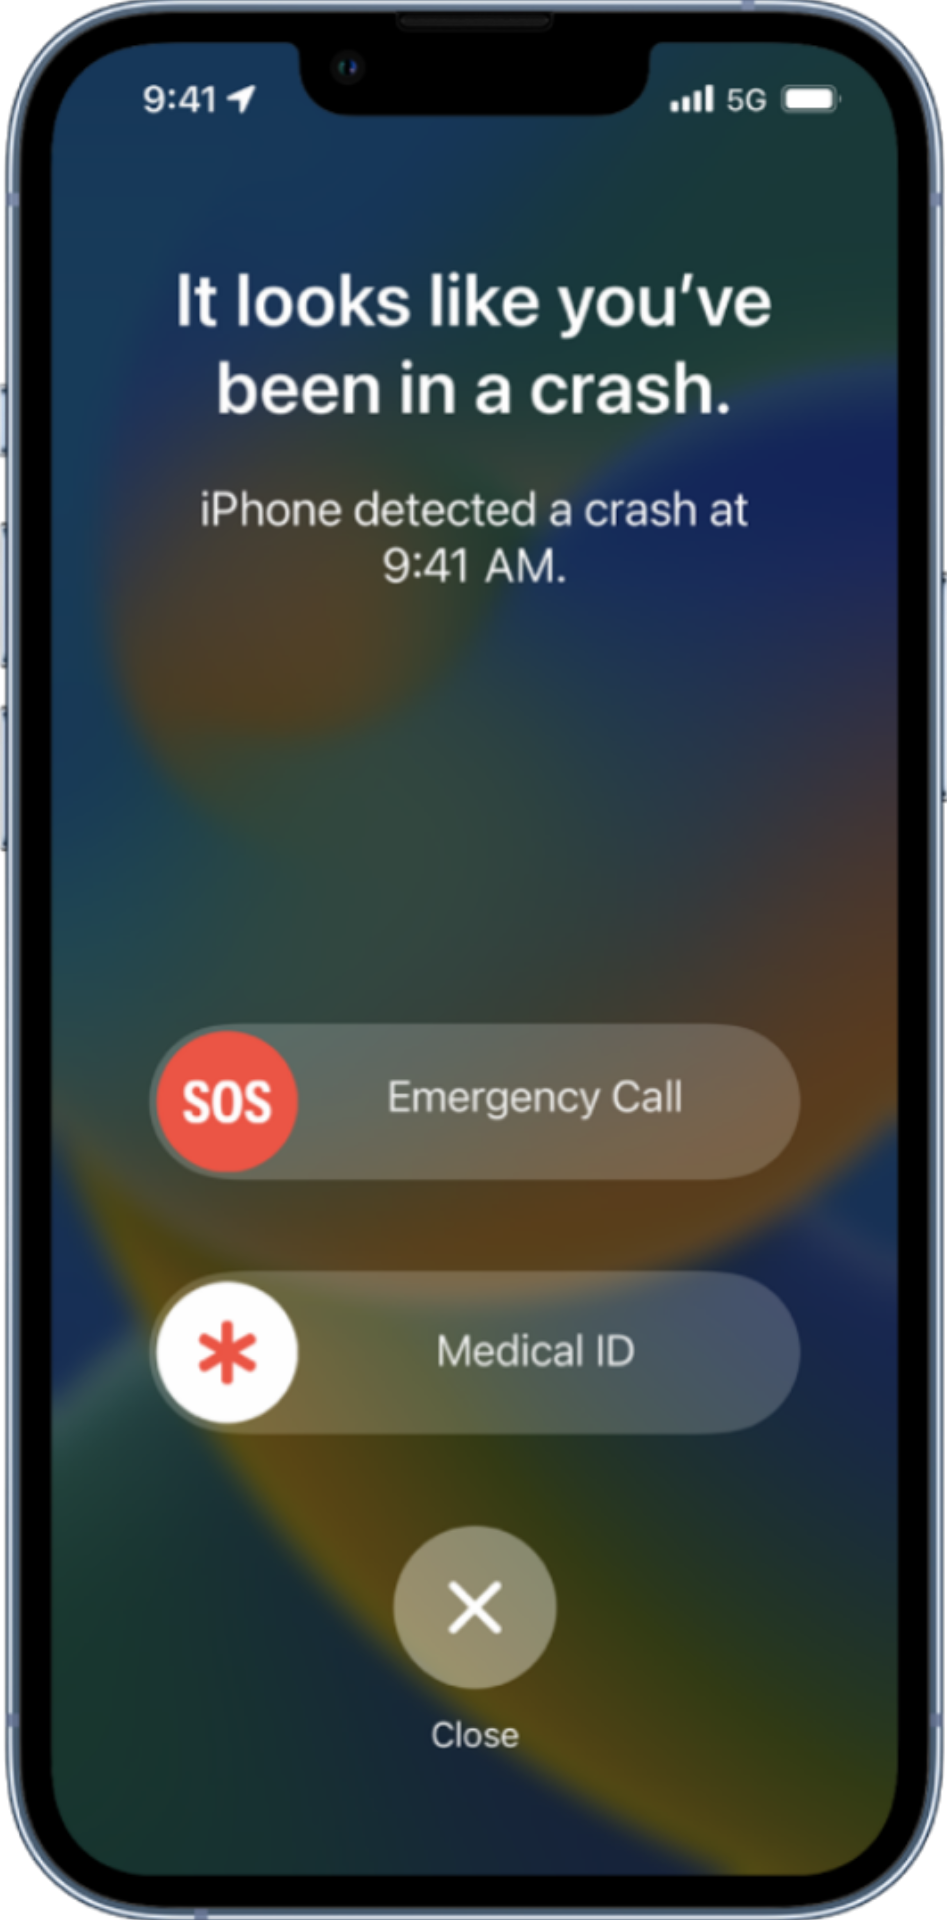 9:41 5G
It looks like you’ve
been in a crash.
iPhone detected a crash at
9:41 AM.
SOS Emergency Call
Medical ID
Close